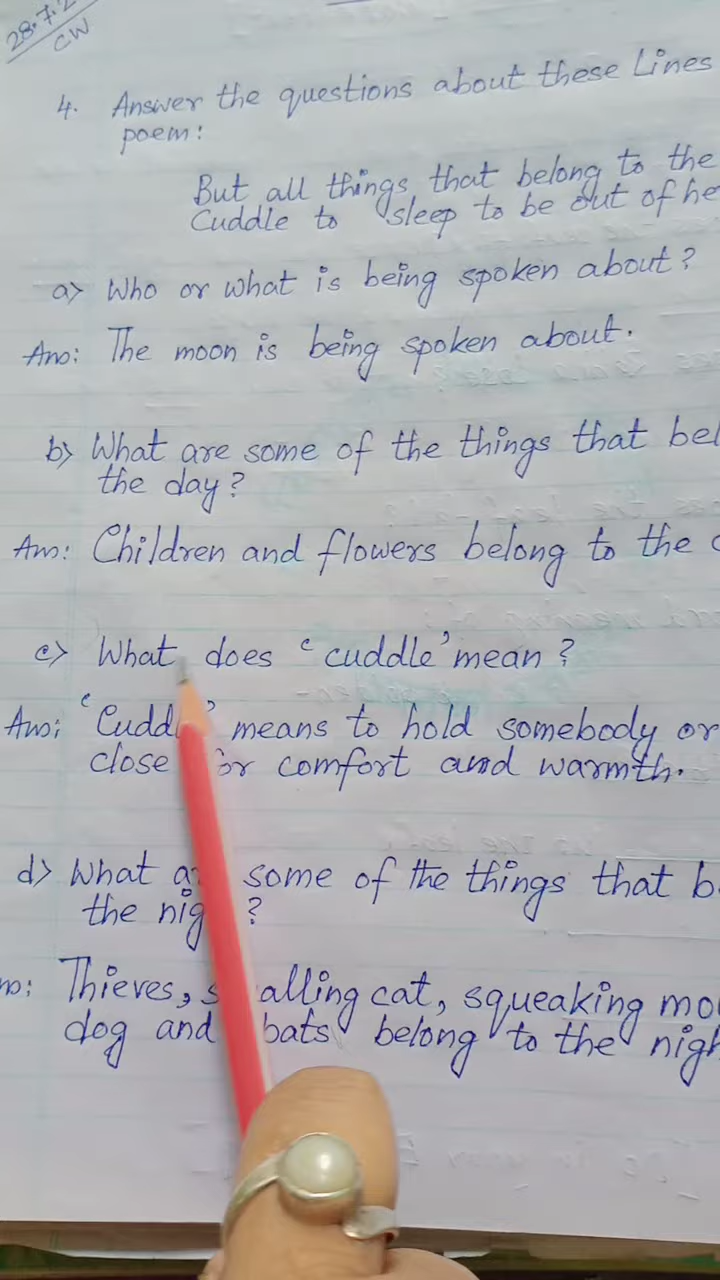 28.7.2
CW
4. Answer the questions about these Lines
poem:
But all things that belong to the
Cuddle to sleep to be out of he
a) Who or what is being spoken about?
Ans: The moon is being spoken about.
b) What are some of the things that bel
the day?
Ans: Children and flowers belong to the
c) What does 'cuddle' mean?
Ans: 'Cudd ' means to hold somebody or
close or comfort and warmth.
d) What a some of the things that b
the nig ?
Thieves, s alling cat, squeaking mo
dog and bats belong to the nigh